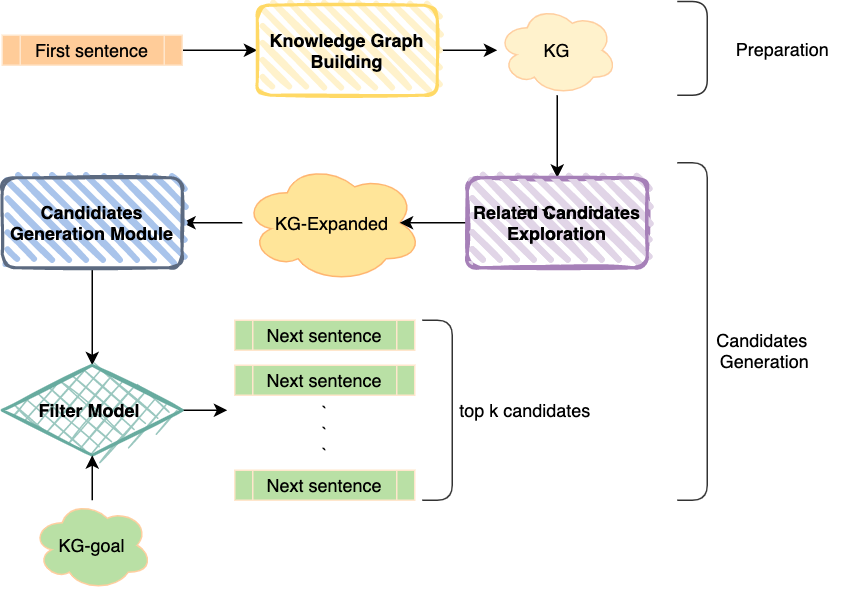 First sentence
Knowledge Graph
Building
KG
Preparation
Candidiates
Generation Module
KG-Expanded
Related Candidates
Exploration
Next sentence
Next sentence
Next sentence
top k candidates
Candidates
Generation
Filter Model
KG-goal